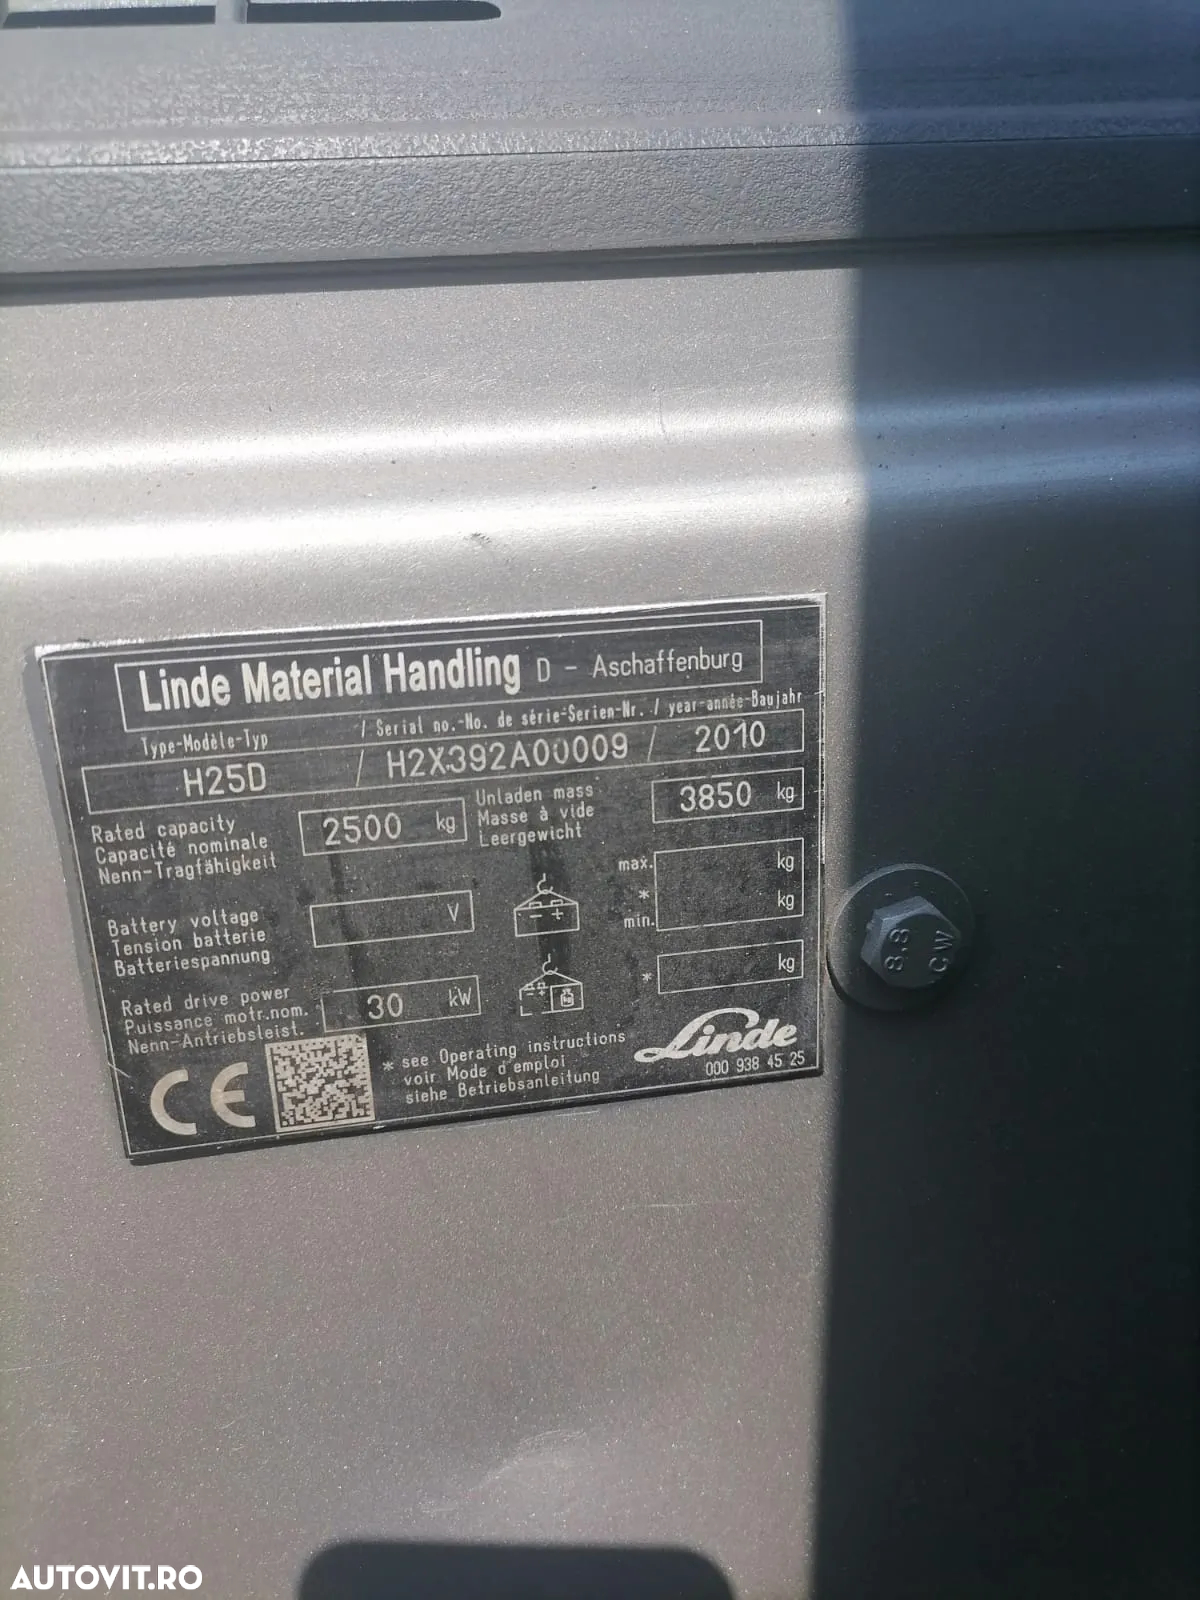 Linde Material Handling D - Aschaffenburg
Type-Modèle-Typ / Serial no.-No. de série-Serien-Nr. / year-année-Baujahr
H25D / H2X392A00009 / 2010
Rated capacity
Capacité nominale
Nenn-Tragfähigkeit
2500 kg
Unladen mass
Masse à vide
Leergewicht
3850 kg
max. kg
*
min. kg
Battery voltage
Tension batterie
Batteriespannung
V
- +
* kg
- +
kg
Rated drive power
Puissance motr.nom.
Nenn-Antriebsleist.
30 kW
* see Operating instructions
voir Mode d'emploi
siehe Betriebsanleitung
Linde
000 938 45 25
CE
8.8
CW
AUTOVIT.RO